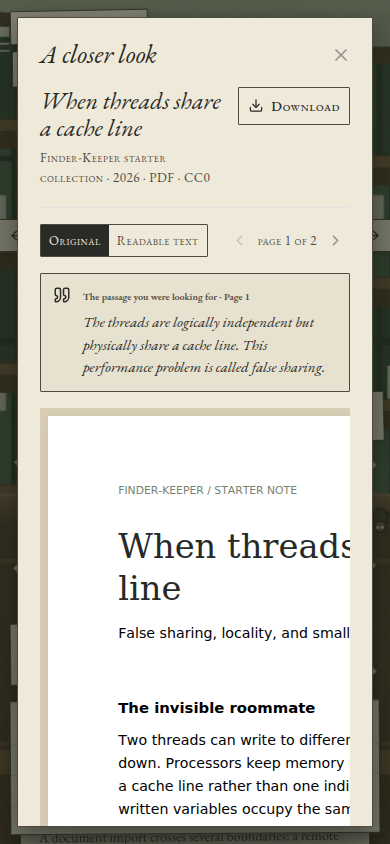 A closer look
When threads share
a cache line
Download
Finder-Keeper starter
collection · 2026 · PDF · CC0
Original
Readable text
page 1 of 2
The passage you were looking for · Page 1
The threads are logically independent but
physically share a cache line. This
performance problem is called false sharing.
FINDER-KEEPER / STARTER NOTE
When threads
line
False sharing, locality, and small
The invisible roommate
Two threads can write to differen
down. Processors keep memory
a cache line rather than one indi
written variables occupy the sam
A document import crosses several boundaries: a remote